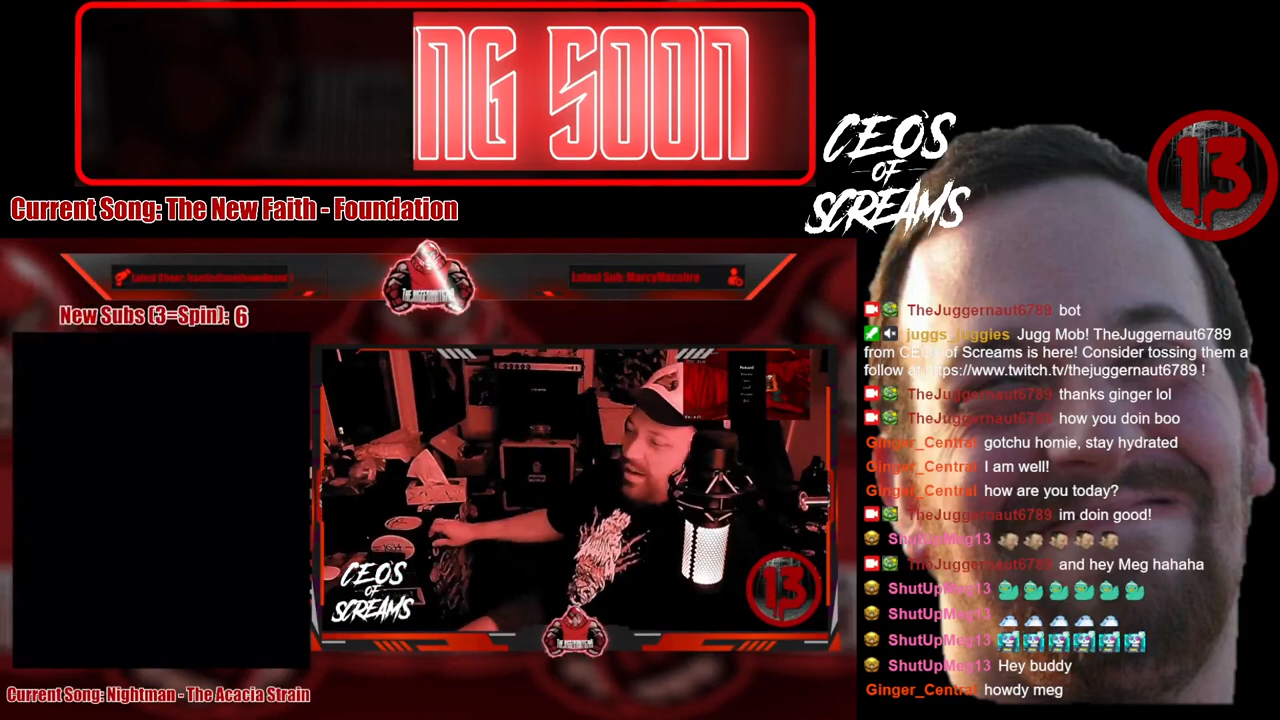 NG SOON
CEO'S
OF
SCREAMS
13
Current Song: The New Faith - Foundation
Latest Sub: MarcyMacabre
New Subs (3=Spin): 6
TheJuggernaut6789 bot
juggs_juggies Jugg Mob! TheJuggernaut6789
from CEO's of Screams is here! Consider tossing them a
follow at https://www.twitch.tv/thejuggernaut6789 !
TheJuggernaut6789 thanks ginger lol
TheJuggernaut6789 how you doin boo
Ginger_Central gotchu homie, stay hydrated
Ginger_Central I am well!
Ginger_Central how are you today?
TheJuggernaut6789 im doin good!
ShutUpMeg13
TheJuggernaut6789 and hey Meg hahaha
ShutUpMeg13
ShutUpMeg13
ShutUpMeg13
ShutUpMeg13 Hey buddy
Ginger_Central howdy meg
CEO'S
OF
SCREAMS
13
Current Song: Nightman - The Acacia Strain